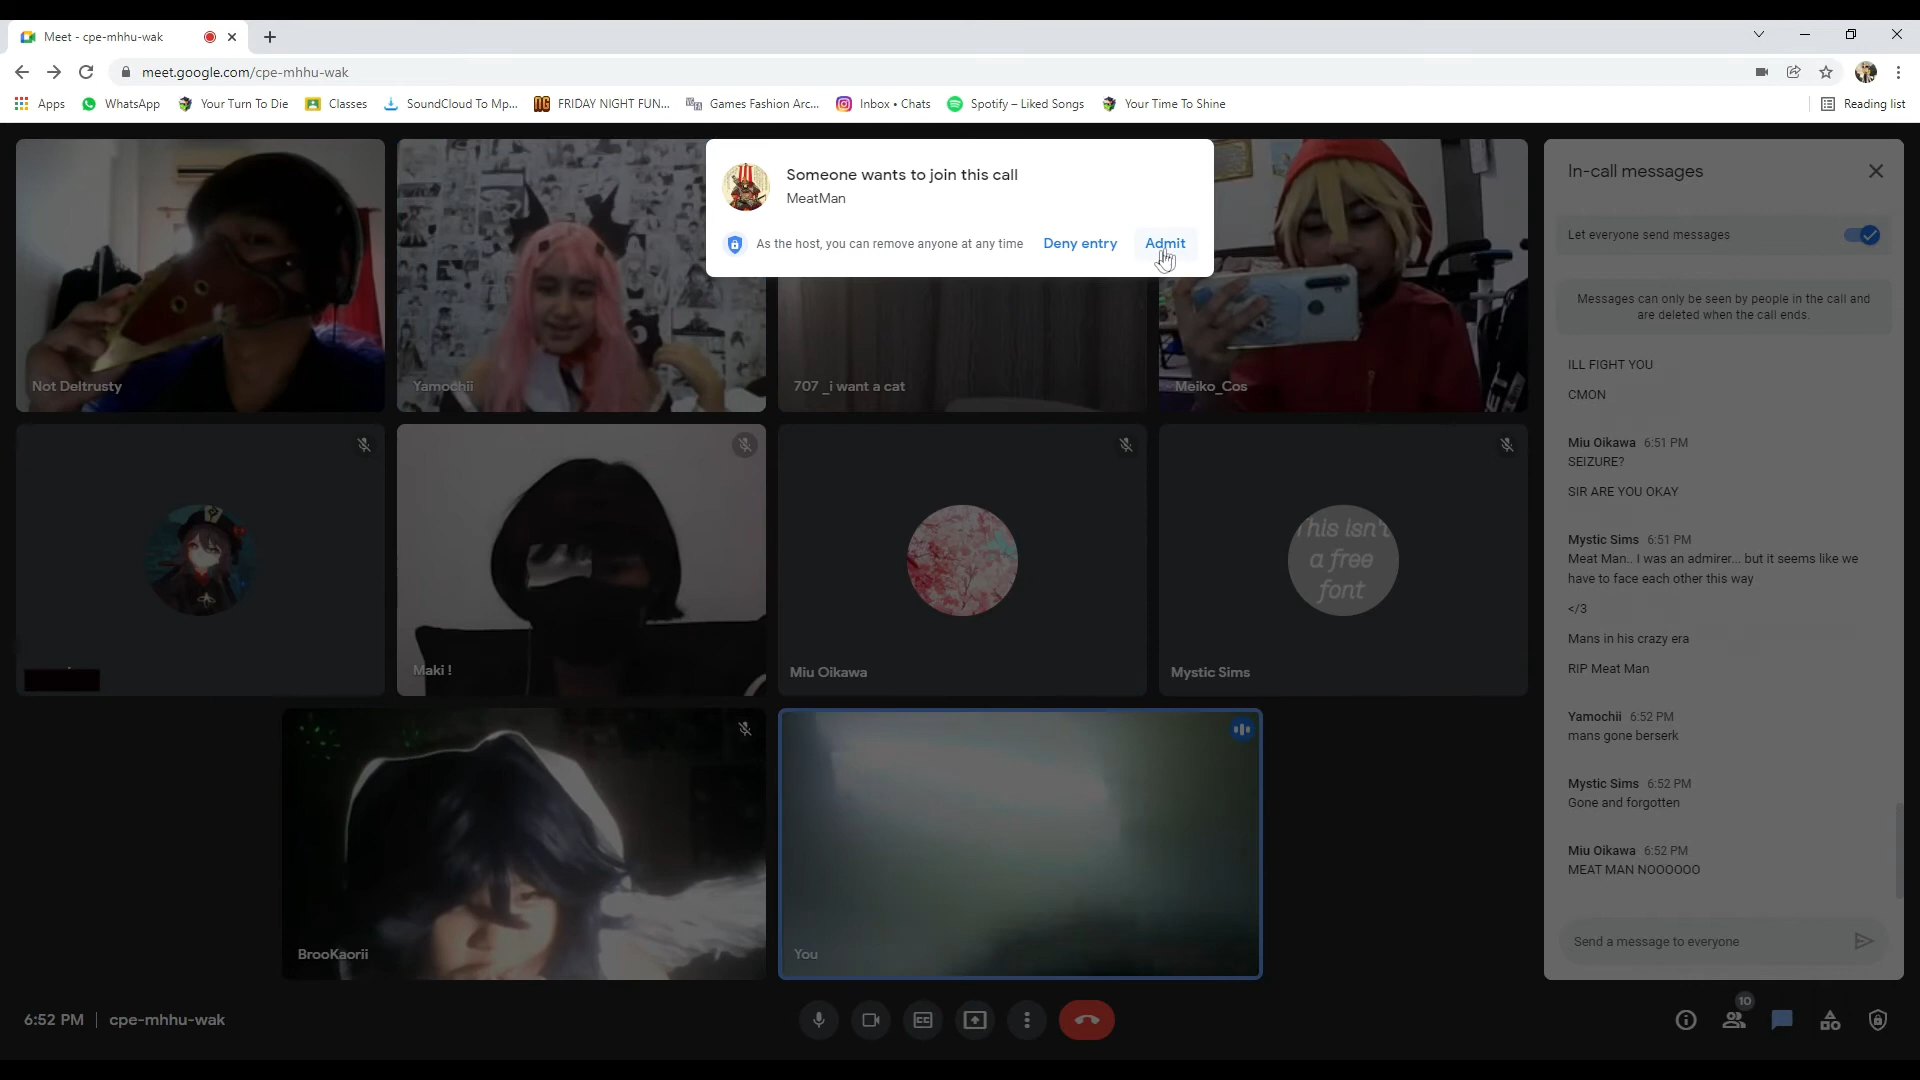 Meet - cpe-mhhu-wak
meet.google.com/cpe-mhhu-wak
Apps
WhatsApp
Your Turn To Die
Classes
SoundCloud To Mp...
FRIDAY NIGHT FUN...
Games Fashion Arc...
Inbox • Chats
Spotify – Liked Songs
Your Time To Shine
Reading list
Someone wants to join this call
MeatMan
As the host, you can remove anyone at any time
Deny entry
Admit
Not Deltrusty
Yamochii
707 _i want a cat
Meiko_Cos
This isn't
a free
font
Maki !
Miu Oikawa
Mystic Sims
BrooKaorii
You
In-call messages
Let everyone send messages
Messages can only be seen by people in the call and
are deleted when the call ends.
ILL FIGHT YOU
CMON
Miu Oikawa 6:51 PM
SEIZURE?
SIR ARE YOU OKAY
Mystic Sims 6:51 PM
Meat Man.. I was an admirer... but it seems like we
have to face each other this way
</3
Mans in his crazy era
RIP Meat Man
Yamochii 6:52 PM
mans gone berserk
Mystic Sims 6:52 PM
Gone and forgotten
Miu Oikawa 6:52 PM
MEAT MAN NOOOOOO
Send a message to everyone
6:52 PM | cpe-mhhu-wak
10